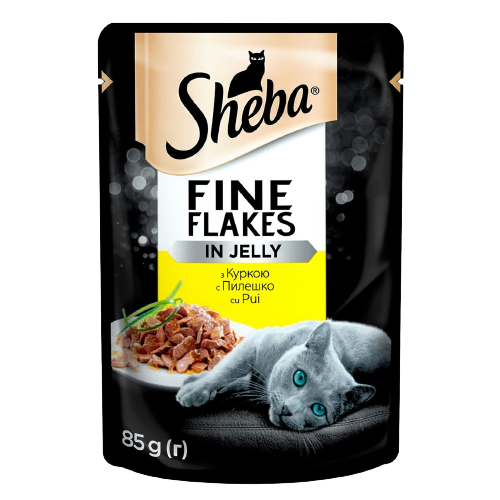 Sheba®
FINE
FLAKES
IN JELLY
з Куркою
с Пилешко
cu Pui
85 g (г)